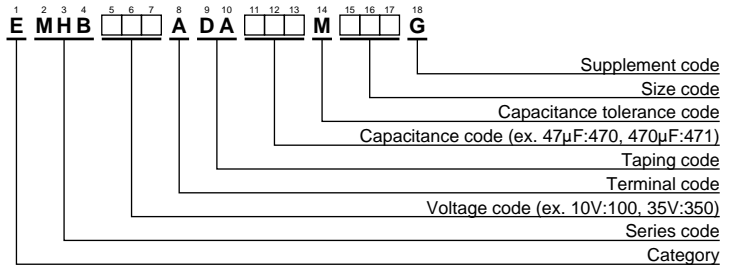 1 2 3 4 5 6 7 8 9 10 11 12 13 14 15 16 17 18
E MHB □□□ A DA □□□ M □□□ G
Supplement code
Size code
Capacitance tolerance code
Capacitance code (ex. 47µF:470, 470µF:471)
Taping code
Terminal code
Voltage code (ex. 10V:100, 35V:350)
Series code
Category